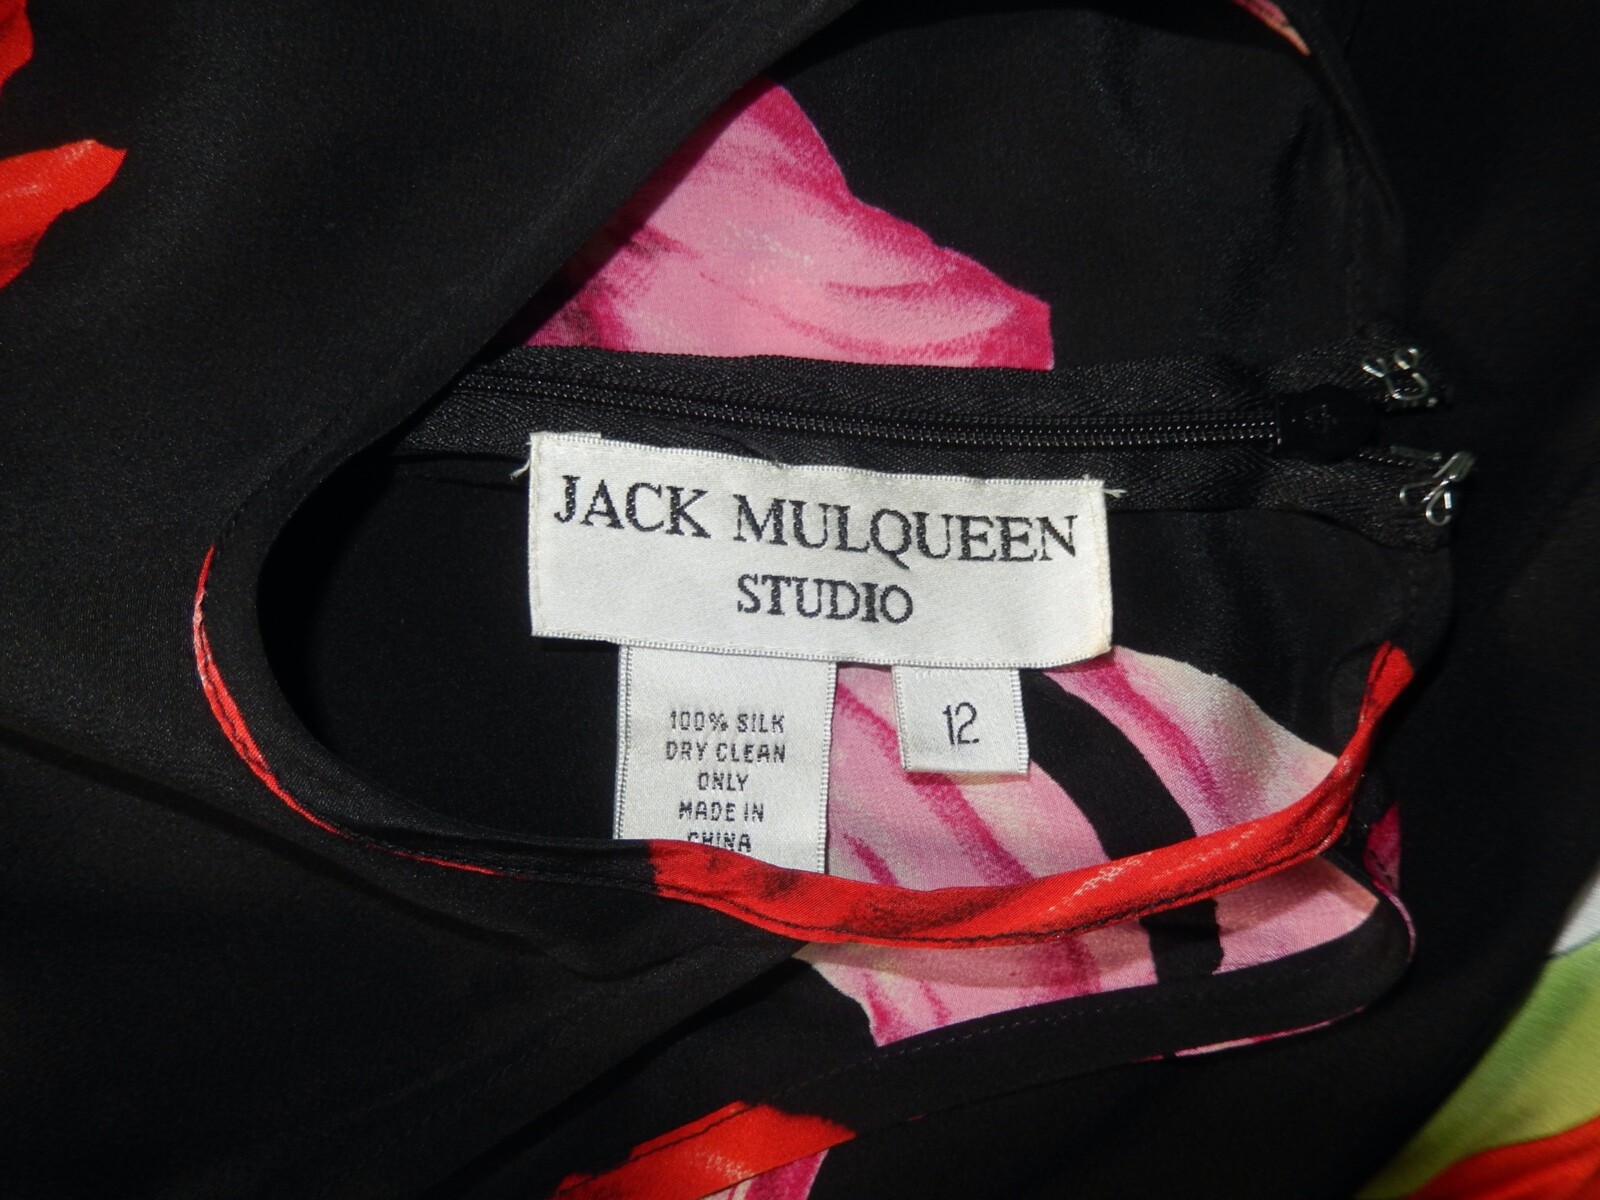 JACK MULQUEEN
STUDIO
100% SILK
DRY CLEAN
ONLY
MADE IN
CHINA
12